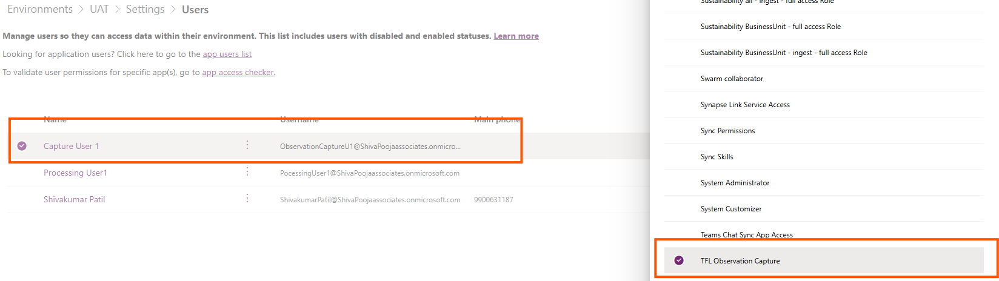 Environments > UAT > Settings > Users
Manage users so they can access data within their environment. This list includes users with disabled and enabled statuses. Learn more
Looking for application users? Click here to go to the app users list
To validate user permissions for specific app(s), go to app access checker.
Name Username Main phone
Capture User 1 ObservationCaptureU1@ShivaPoojaassociates.onmicro...
Processing User1 PocessingUser1@ShivaPoojaassociates.onmicrosoft.com
Shivakumar Patil ShivakumarPatil@ShivaPoojaassociates.onmicrosoft.com 9900631187
Sustainability all - ingest - full access Role
Sustainability BusinessUnit - full access Role
Sustainability BusinessUnit - ingest - full access Role
Swarm collaborator
Synapse Link Service Access
Sync Permissions
Sync Skills
System Administrator
System Customizer
Teams Chat Sync App Access
TFL Observation Capture